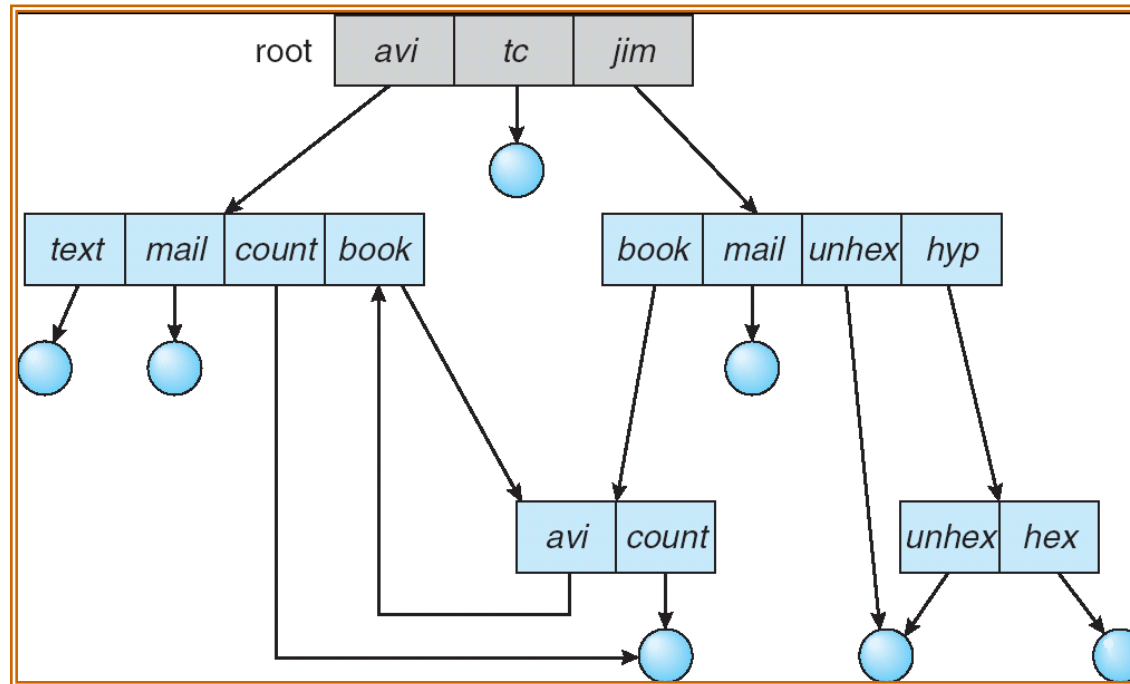 root avi tc jim
text mail count book book mail unhex hyp
avi count unhex hex